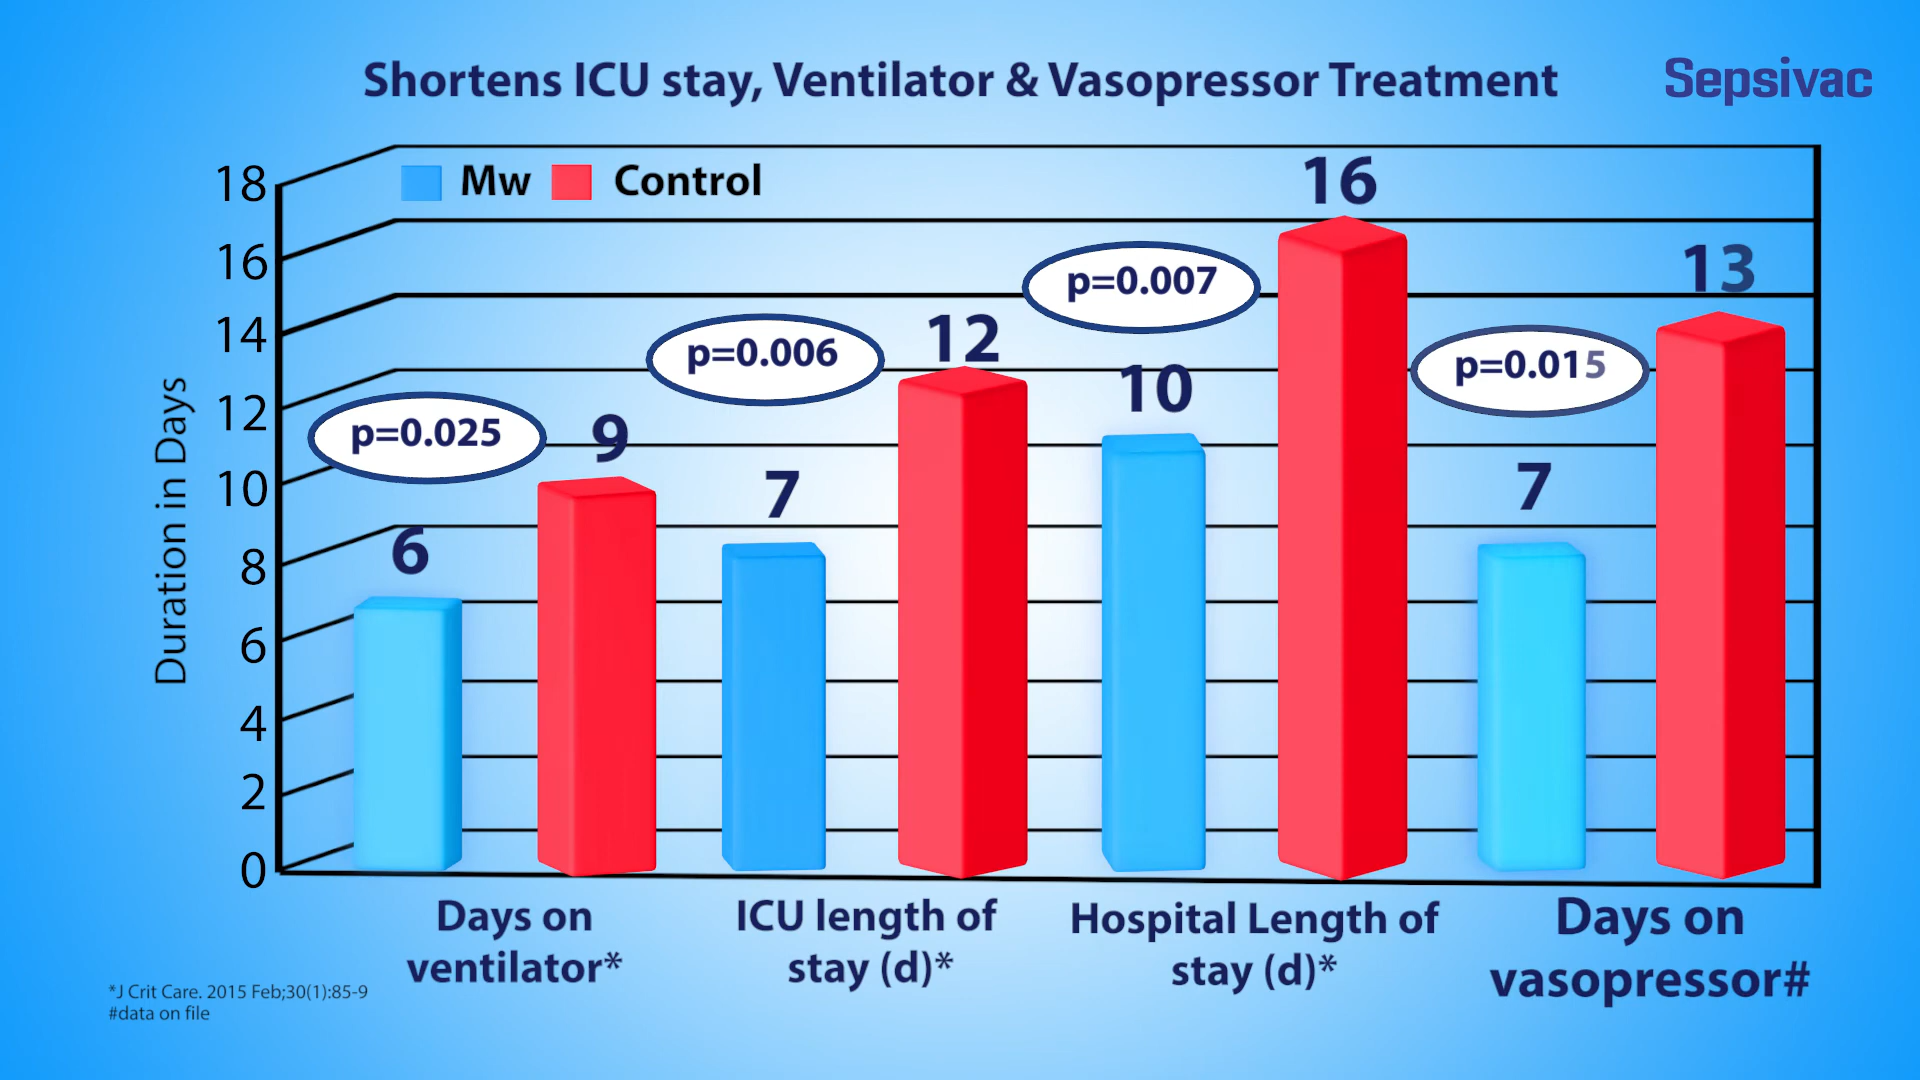 Shortens ICU stay, Ventilator & Vasopressor Treatment
Sepsivac
Mw Control
Duration in Days
18
16
14
12
10
8
6
4
2
0
p=0.025
6
9
p=0.006
7
12
p=0.007
10
16
p=0.015
7
13
Days on
ventilator*
ICU length of
stay (d)*
Hospital Length of
stay (d)*
Days on
vasopressor#
*J Crit Care. 2015 Feb;30(1):85-9
#data on file